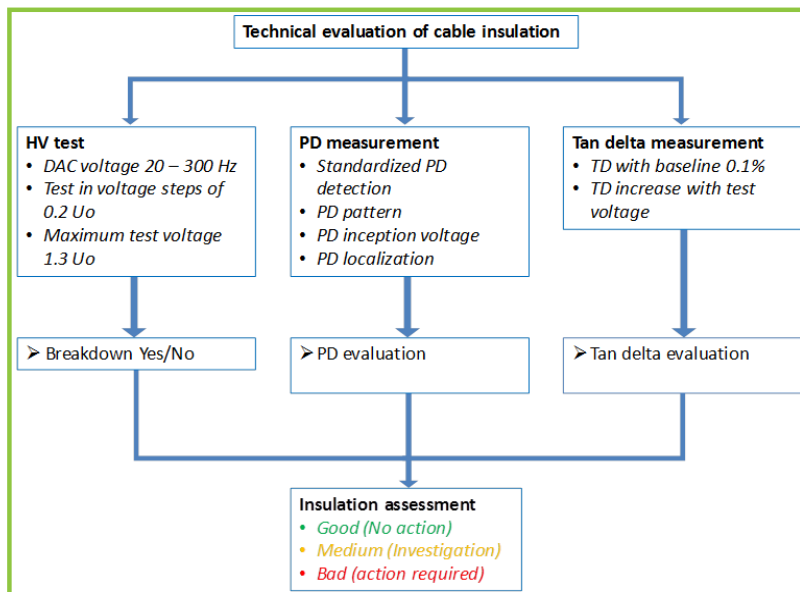 Technical evaluation of cable insulation
HV test
• DAC voltage 20 – 300 Hz
• Test in voltage steps of
0.2 Uo
• Maximum test voltage
1.3 Uo
PD measurement
• Standardized PD
detection
• PD pattern
• PD inception voltage
• PD localization
Tan delta measurement
• TD with baseline 0.1%
• TD increase with test
voltage
➢ Breakdown Yes/No
➢ PD evaluation
➢ Tan delta evaluation
Insulation assessment
• Good (No action)
• Medium (Investigation)
• Bad (action required)